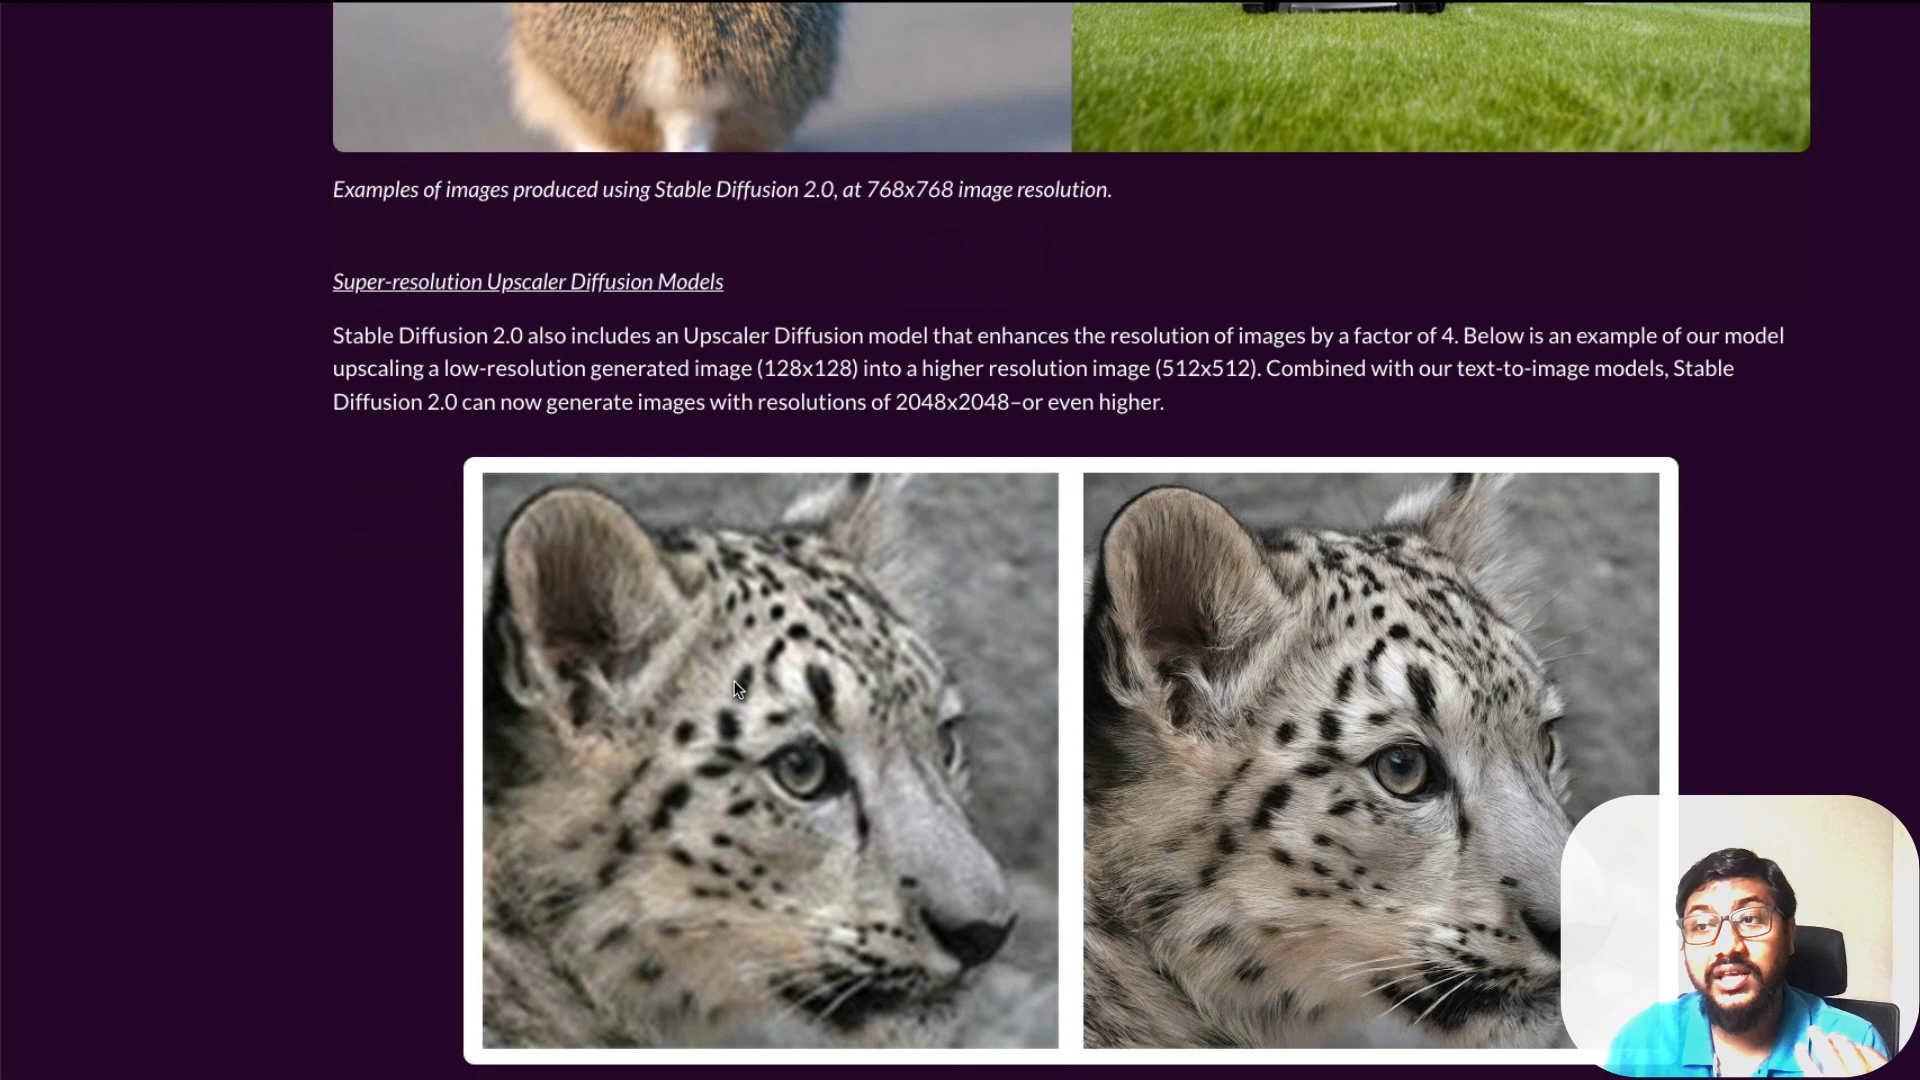 Examples of images produced using Stable Diffusion 2.0, at 768x768 image resolution.
Super-resolution Upscaler Diffusion Models
Stable Diffusion 2.0 also includes an Upscaler Diffusion model that enhances the resolution of images by a factor of 4. Below is an example of our model
upscaling a low-resolution generated image (128x128) into a higher resolution image (512x512). Combined with our text-to-image models, Stable
Diffusion 2.0 can now generate images with resolutions of 2048x2048–or even higher.